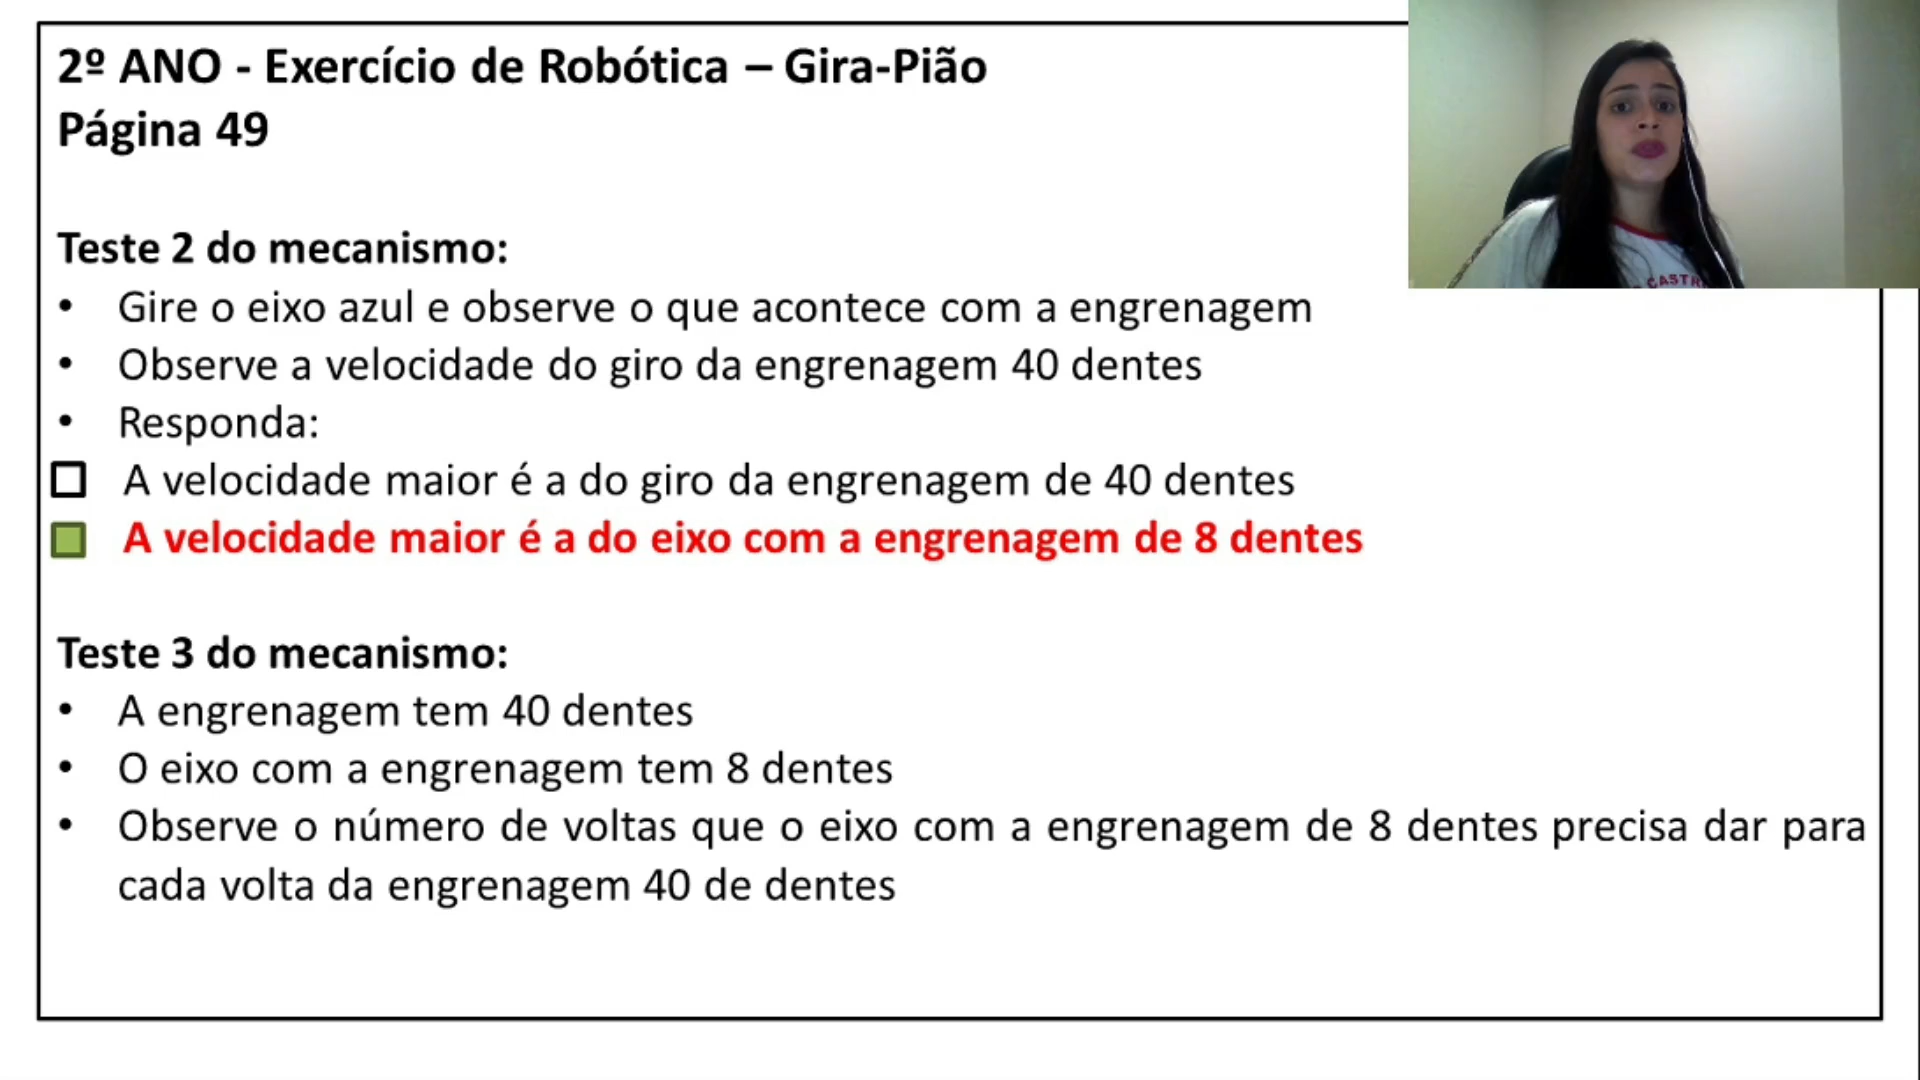 2º ANO - Exercício de Robótica – Gira-Pião
Página 49
Teste 2 do mecanismo:
• Gire o eixo azul e observe o que acontece com a engrenagem
• Observe a velocidade do giro da engrenagem 40 dentes
• Responda:
A velocidade maior é a do giro da engrenagem de 40 dentes
A velocidade maior é a do eixo com a engrenagem de 8 dentes
Teste 3 do mecanismo:
• A engrenagem tem 40 dentes
• O eixo com a engrenagem tem 8 dentes
• Observe o número de voltas que o eixo com a engrenagem de 8 dentes precisa dar para
cada volta da engrenagem 40 de dentes